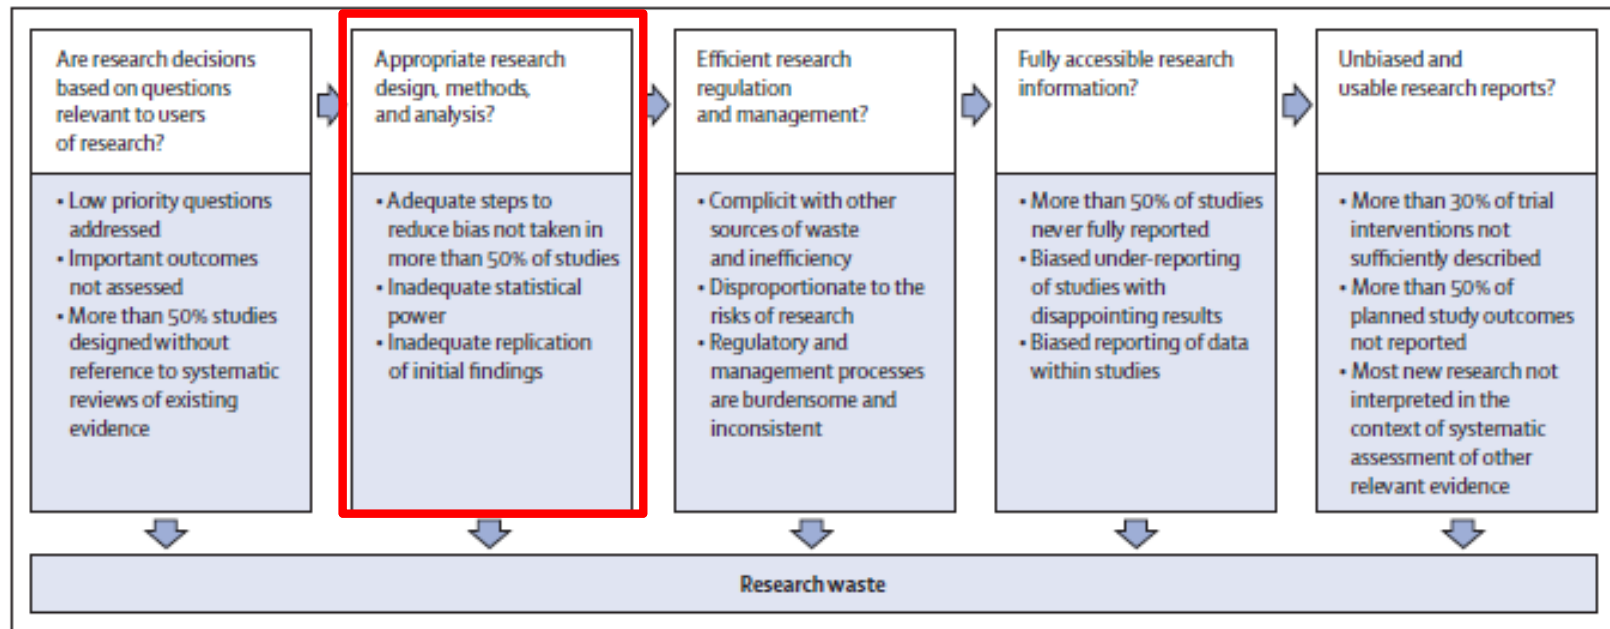 Are research decisions
based on questions
relevant to users
of research?
• Low priority questions
addressed
• Important outcomes
not assessed
• More than 50% studies
designed without
reference to systematic
reviews of existing
evidence
Appropriate research
design, methods,
and analysis?
• Adequate steps to
reduce bias not taken in
more than 50% of studies
• Inadequate statistical
power
• Inadequate replication
of initial findings
Efficient research
regulation
and management?
• Complicit with other
sources of waste
and inefficiency
• Disproportionate to the
risks of research
• Regulatory and
management processes
are burdensome and
inconsistent
Fully accessible research
information?
• More than 50% of studies
never fully reported
• Biased under-reporting
of studies with
disappointing results
• Biased reporting of data
within studies
Unbiased and
usable research reports?
• More than 30% of trial
interventions not
sufficiently described
• More than 50% of
planned study outcomes
not reported
• Most new research not
interpreted in the
context of systematic
assessment of other
relevant evidence
Research waste